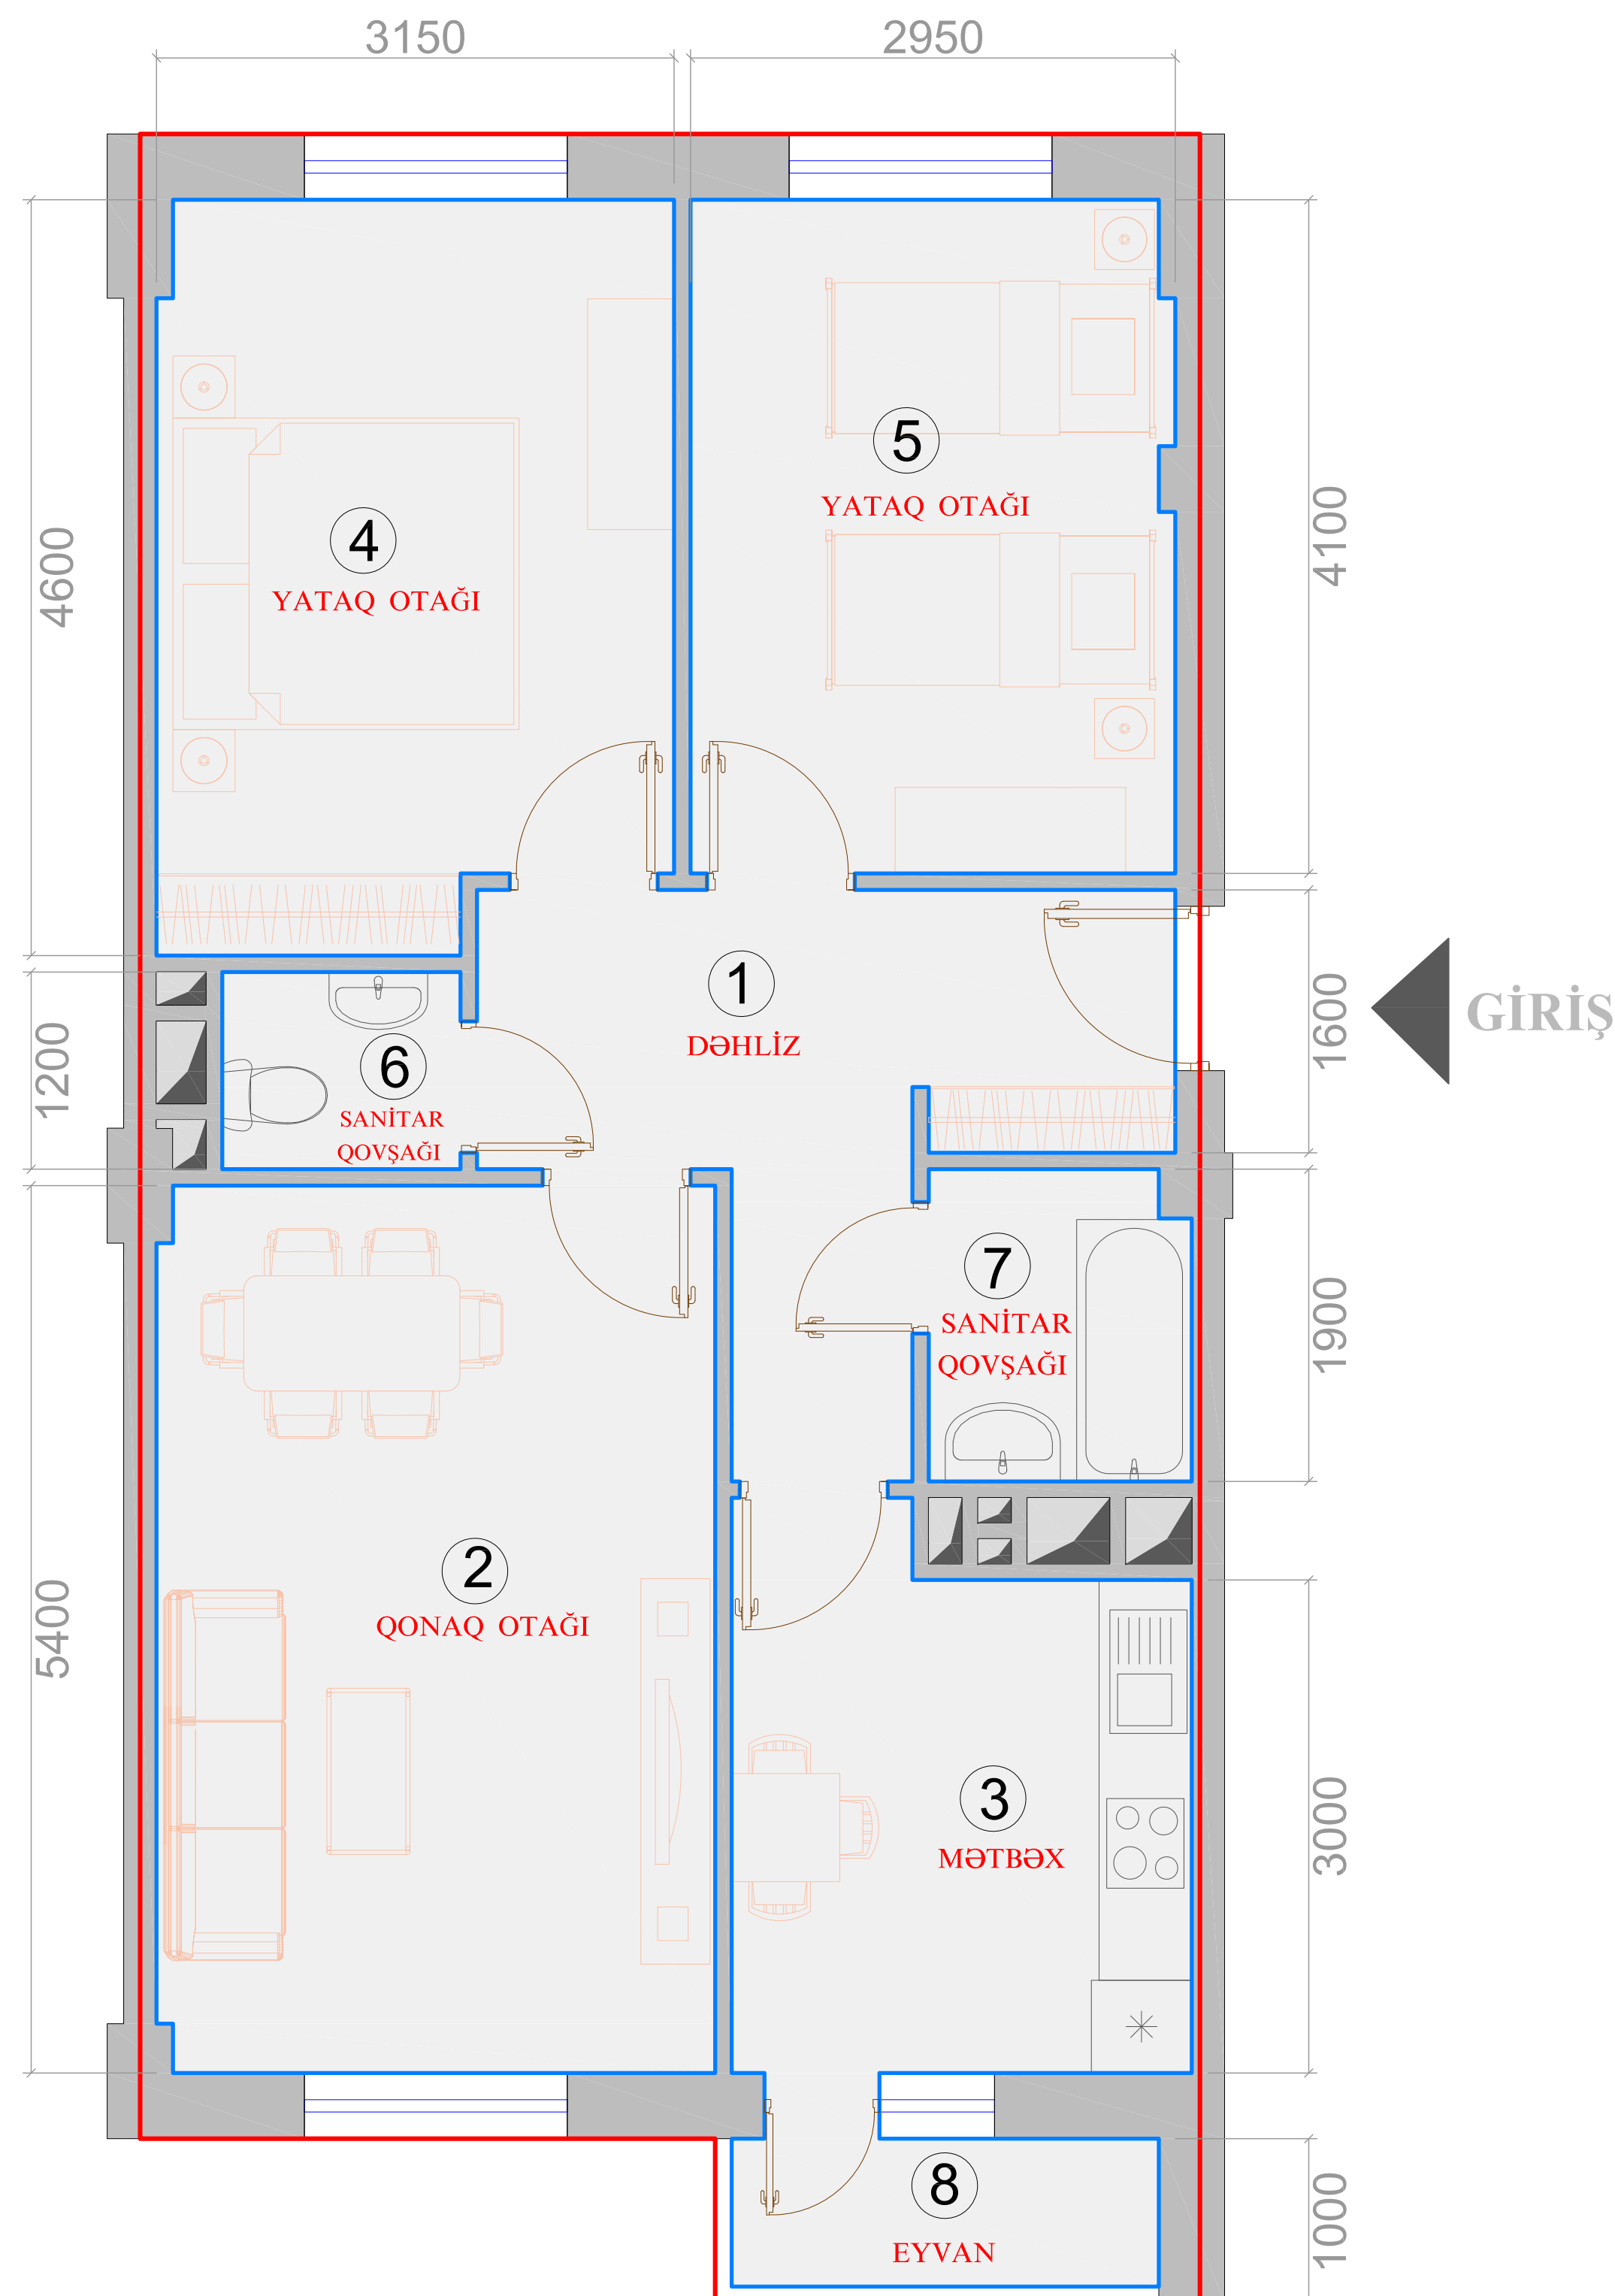 3150
2950
5
YATAQ OTAĞI
4
YATAQ OTAĞI
4600
4100
1
DƏHLİZ
GİRİŞ
1600
1200
6
SANİTAR
QOVŞAĞI
7
SANİTAR
QOVŞAĞI
1900
2
QONAQ OTAĞI
5400
3
MƏTBƏX
3000
8
EYVAN
1000